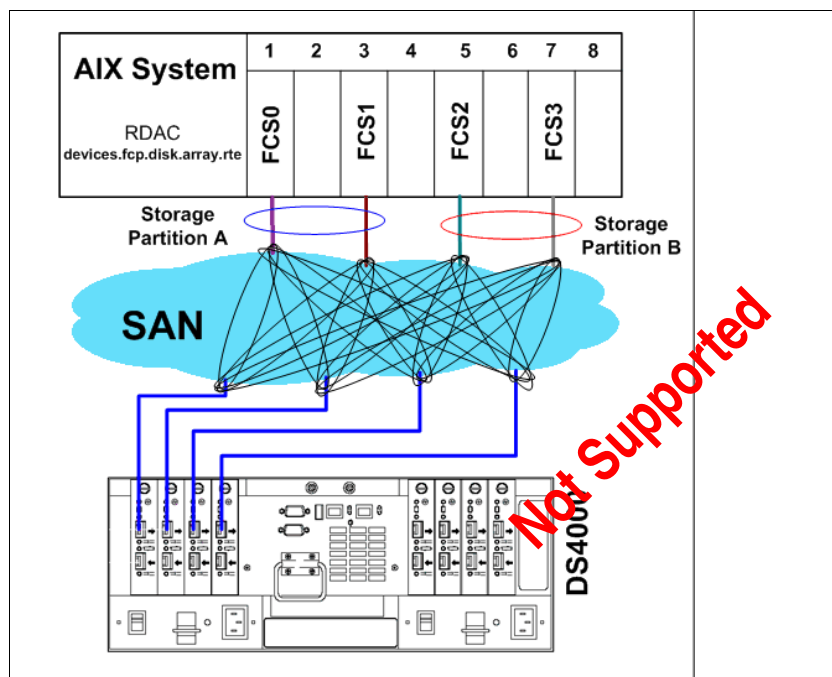 1 2 3 4 5 6 7 8
AIX System
RDAC
devices.fcp.disk.array.rte
FCS0
FCS1
FCS2
FCS3
Storage
Partition A
Storage
Partition B
SAN
Not Supported
DS4000